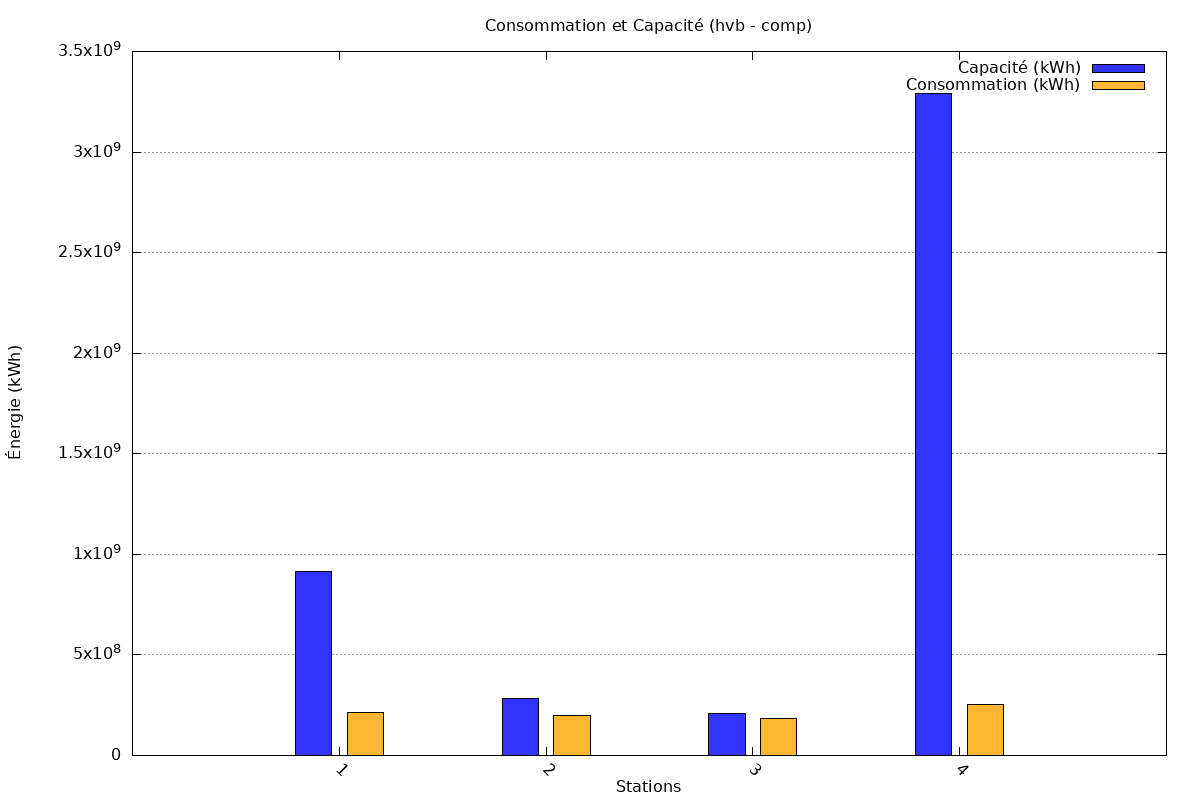 Consommation et Capacité (hvb - comp)
Capacité (kWh)
Consommation (kWh)
Énergie (kWh)
3.5x10⁹
3x10⁹
2.5x10⁹
2x10⁹
1.5x10⁹
1x10⁹
5x10⁸
0
1 2 3 4
Stations